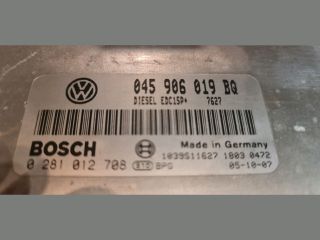 045 906 019 BQ
DIESEL EDC15P+ 7627
BOSCH
Made in Germany
1039S11627 1803 0472
0 281 012 708 BPG 05-10-07